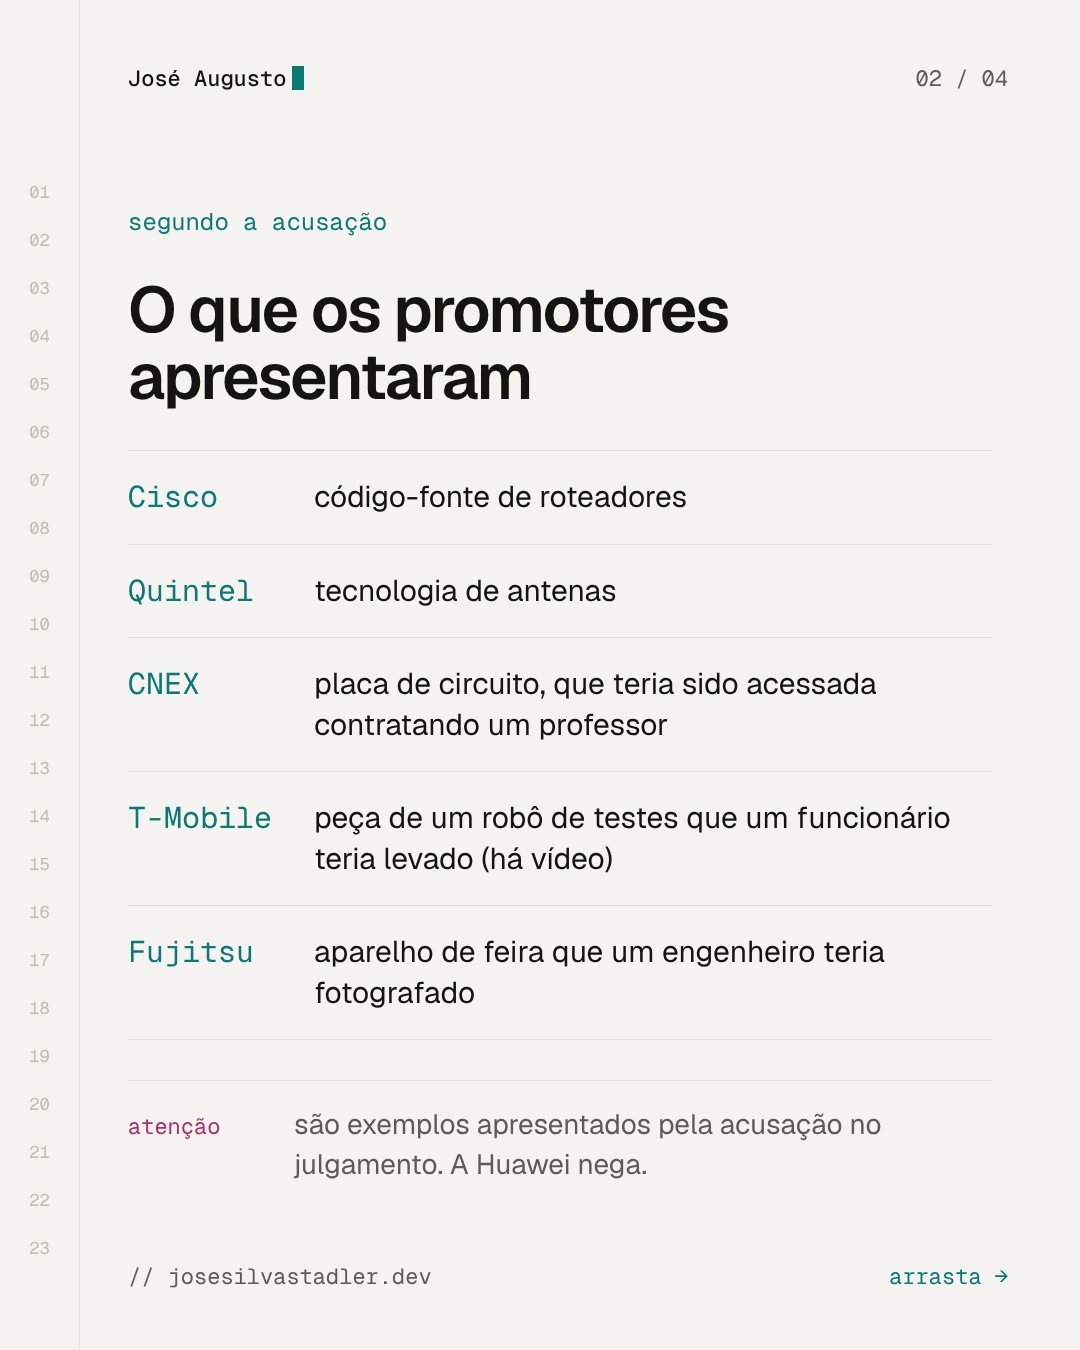 José Augusto
02 / 04
segundo a acusação
O que os promotores
apresentaram
Cisco código-fonte de roteadores
Quintel tecnologia de antenas
CNEX placa de circuito, que teria sido acessada
contratando um professor
T-Mobile peça de um robô de testes que um funcionário
teria levado (há vídeo)
Fujitsu aparelho de feira que um engenheiro teria
fotografado
atenção são exemplos apresentados pela acusação no
julgamento. A Huawei nega.
// josesilvastadler.dev
arrasta →
01
02
03
04
05
06
07
08
09
10
11
12
13
14
15
16
17
18
19
20
21
22
23